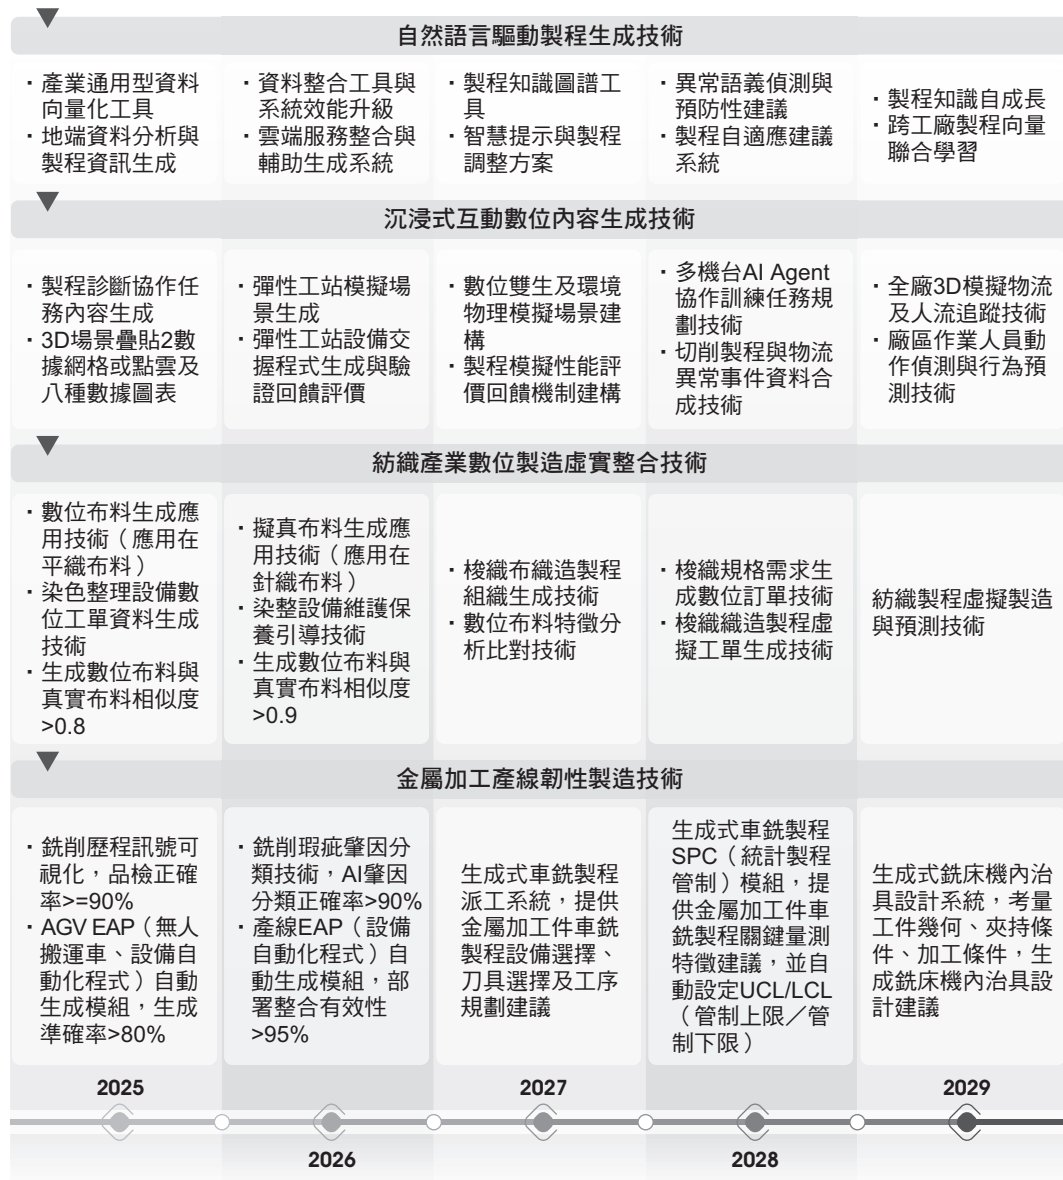 自然語言驅動製程生成技術
・產業通用型資料
向量化工具
・地端資料分析與
製程資訊生成
・資料整合工具與
系統效能升級
・雲端服務整合與
輔助生成系統
・製程知識圖譜工
具
・智慧提示與製程
調整方案
・異常語義偵測與
預防性建議
・製程自適應建議
系統
・製程知識自成長
・跨工廠製程向量
聯合學習
沉浸式互動數位內容生成技術
・製程診斷協作任
務內容生成
・3D場景疊貼2數
據網格或點雲及
八種數據圖表
・彈性工站模擬場
景生成
・彈性工站設備交
握程式生成與驗
證回饋評價
・數位雙生及環境
物理模擬場景建
構
・製程模擬性能評
價回饋機制建構
・多機台AI Agent
協作訓練任務規
劃技術
・切削製程與物流
異常事件資料合
成技術
・全廠3D模擬物流
及人流追蹤技術
・廠區作業人員動
作偵測與行為預
測技術
紡織產業數位製造虛實整合技術
・數位布料生成應
用技術（應用在
平織布料）
・染色整理設備數
位工單資料生成
技術
・生成數位布料與
真實布料相似度
>0.8
・擬真布料生成應
用技術（應用在
針織布料）
・染整設備維護保
養引導技術
・生成數位布料與
真實布料相似度
>0.9
・梭織布織造製程
組織生成技術
・數位布料特徵分
析比對技術
・梭織規格需求生
成數位訂單技術
・梭織織造製程虛
擬工單生成技術
紡織製程虛擬製造
與預測技術
金屬加工產線韌性製造技術
・銑削歷程訊號可
視化，品檢正確
率>=90%
・AGV EAP（無人
搬運車、設備自
動化程式）自動
生成模組，生成
準確率>80%
・銑削瑕疵肇因分
類技術，AI肇因
分類正確率>90%
・產線EAP（設備
自動化程式）自
動生成模組，部
署整合有效性
>95%
生成式車銑製程
派工系統，提供
金屬加工件車銑
製程設備選擇、
刀具選擇及工序
規劃建議
生成式車銑製程
SPC（統計製程
管制）模組，提
供金屬加工件車
銑製程關鍵量測
特徵建議，並自
動設定UCL/LCL
（管制上限／管
制下限）
生成式銑床機內治
具設計系統，考量
工件幾何、夾持條
件、加工條件，生
成銑床機內治具設
計建議
2025
2026
2027
2028
2029